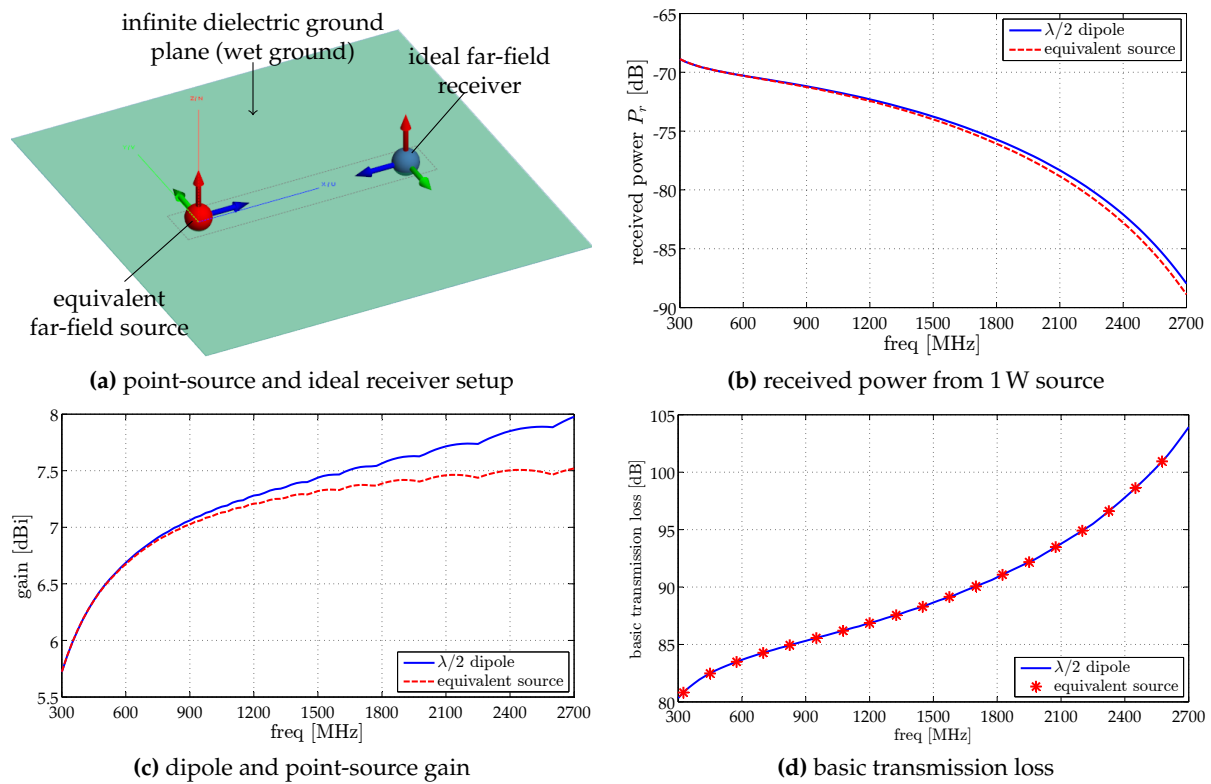 infinite dielectric ground
plane (wet ground)
ideal far-field
receiver
equivalent
far-field source
(a) point-source and ideal receiver setup
received power P_r [dB]
-65
-70
-75
-80
-85
-90
300 600 900 1200 1500 1800 2100 2400 2700
freq [MHz]
λ/2 dipole
equivalent source
(b) received power from 1 W source
gain [dBi]
8
7.5
7
6.5
6
5.5
300 600 900 1200 1500 1800 2100 2400 2700
freq [MHz]
λ/2 dipole
equivalent source
(c) dipole and point-source gain
basic transmission loss [dB]
105
100
95
90
85
80
300 600 900 1200 1500 1800 2100 2400 2700
freq [MHz]
λ/2 dipole
equivalent source
(d) basic transmission loss